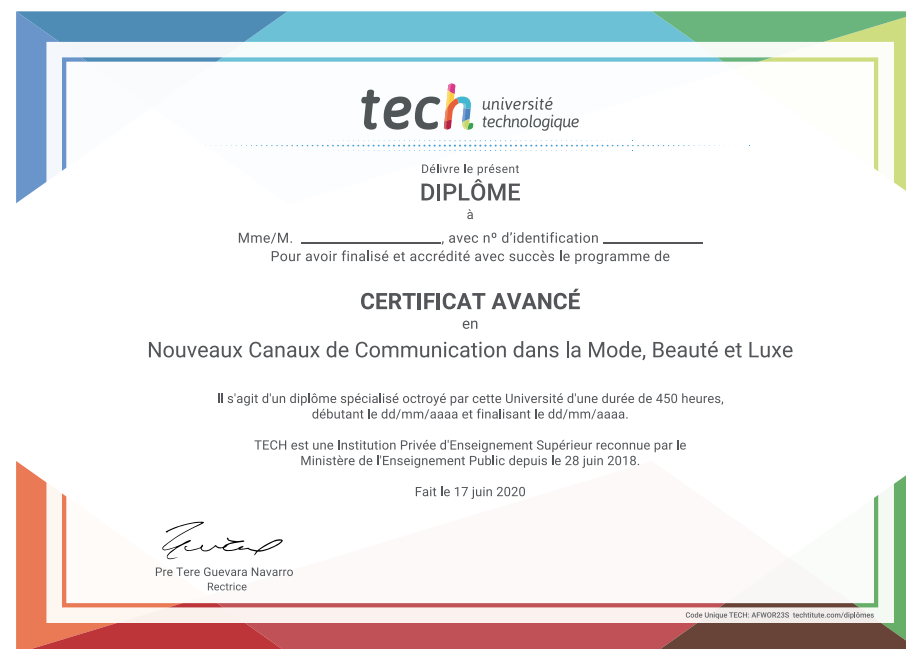 tech université
technologique
Délivre le présent
DIPLÔME
à
Mme/M. ____________________, avec nº d'identification ______________
Pour avoir finalisé et accrédité avec succès le programme de
CERTIFICAT AVANCÉ
en
Nouveaux Canaux de Communication dans la Mode, Beauté et Luxe
Il s'agit d'un diplôme spécialisé octroyé par cette Université d'une durée de 450 heures,
débutant le dd/mm/aaaa et finalisant le dd/mm/aaaa.
TECH est une Institution Privée d'Enseignement Supérieur reconnue par le
Ministère de l'Enseignement Public depuis le 28 juin 2018.
Fait le 17 juin 2020
Pre Tere Guevara Navarro
Rectrice
Code Unique TECH: AFWOR23S techtitute.com/diplômes